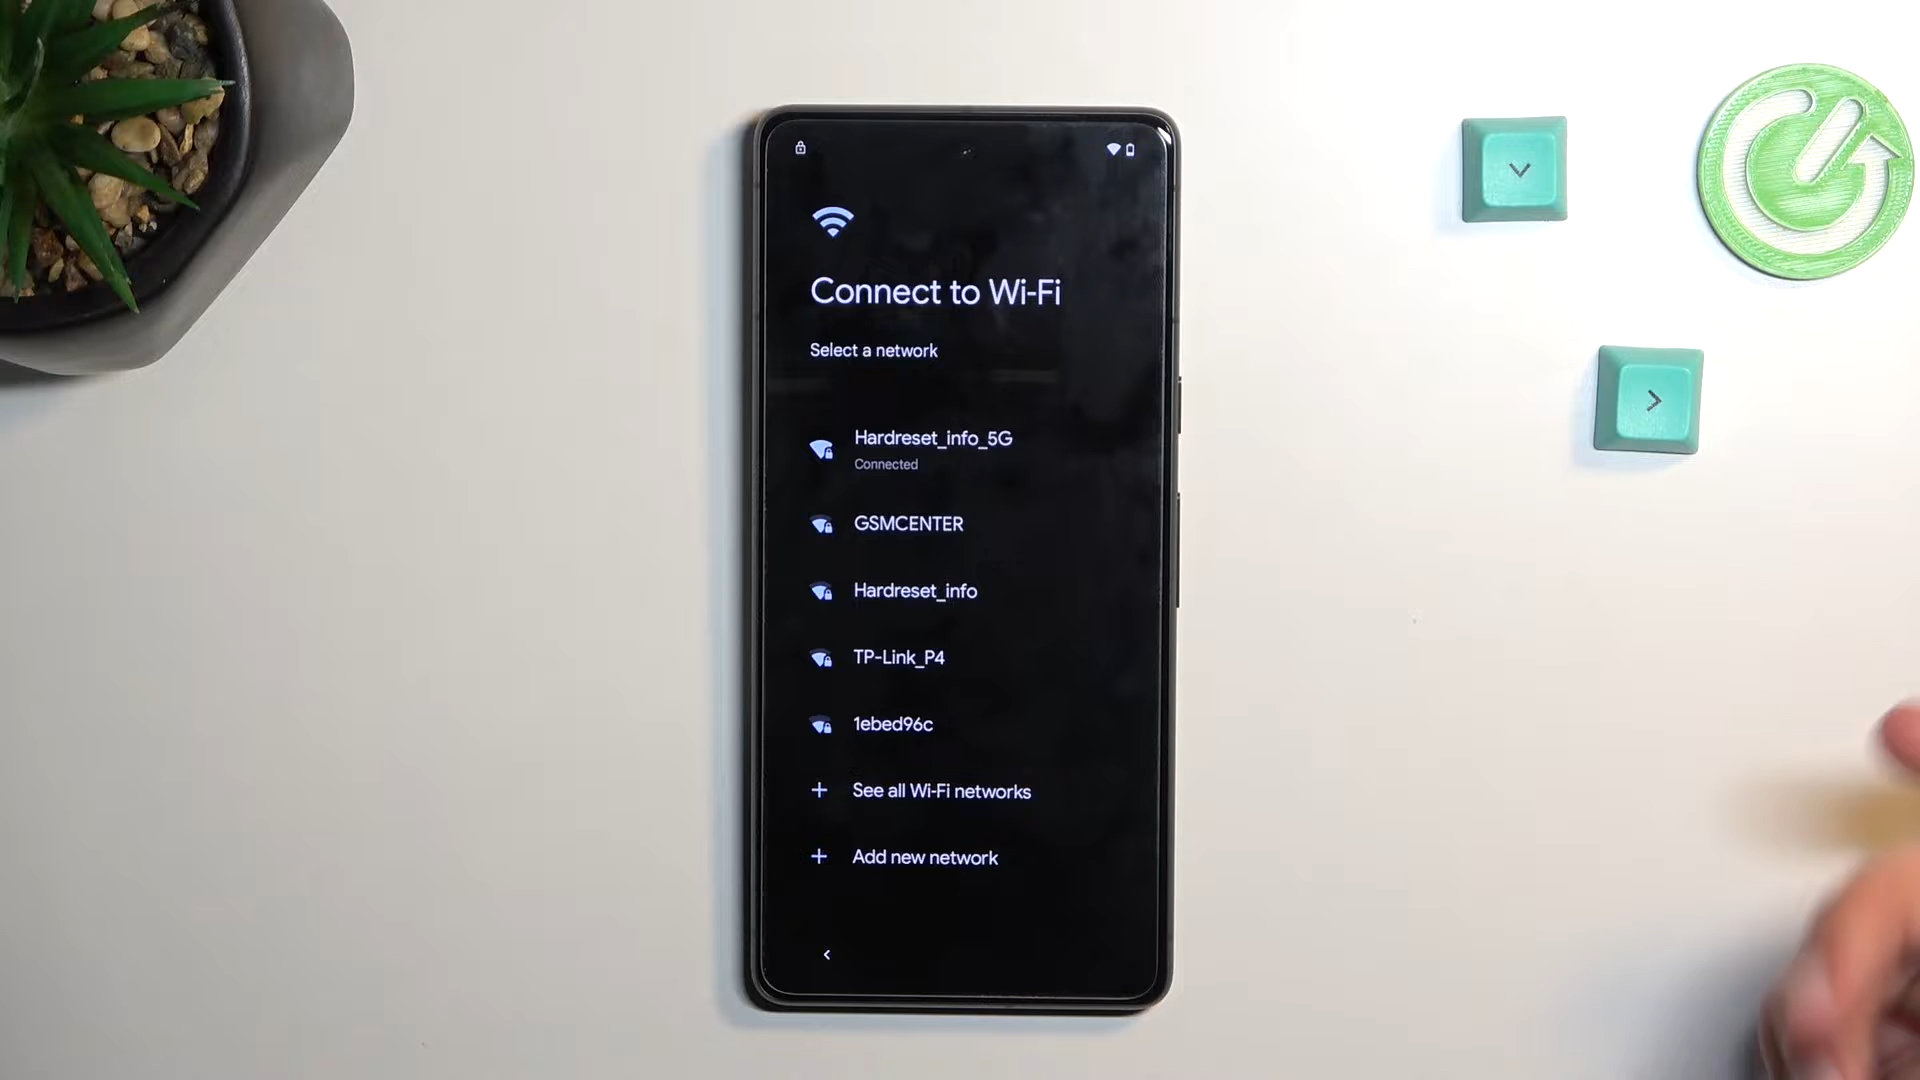 Connect to Wi-Fi
Select a network
Hardreset_info_5G
Connected
GSMCENTER
Hardreset_info
TP-Link_P4
1ebed96c
See all Wi-Fi networks
Add new network